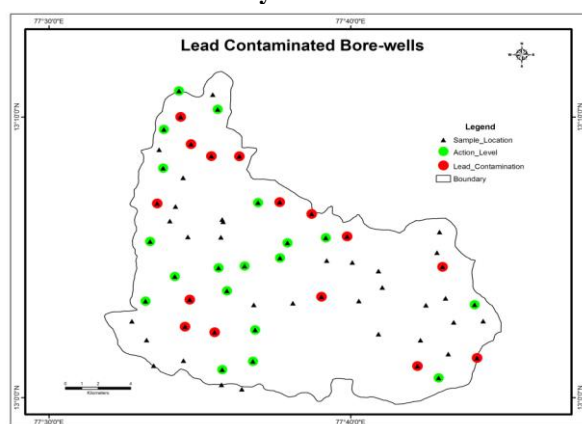 77°30'0"E
77°40'0"E
Lead Contaminated Bore-wells
13°10'0"N
13°10'0"N
Legend
Sample_Location
Action_Level
Lead_Contamination
Boundary
0 2 4
Kilometers
13°0'0"N
13°0'0"N
77°30'0"E
77°40'0"E